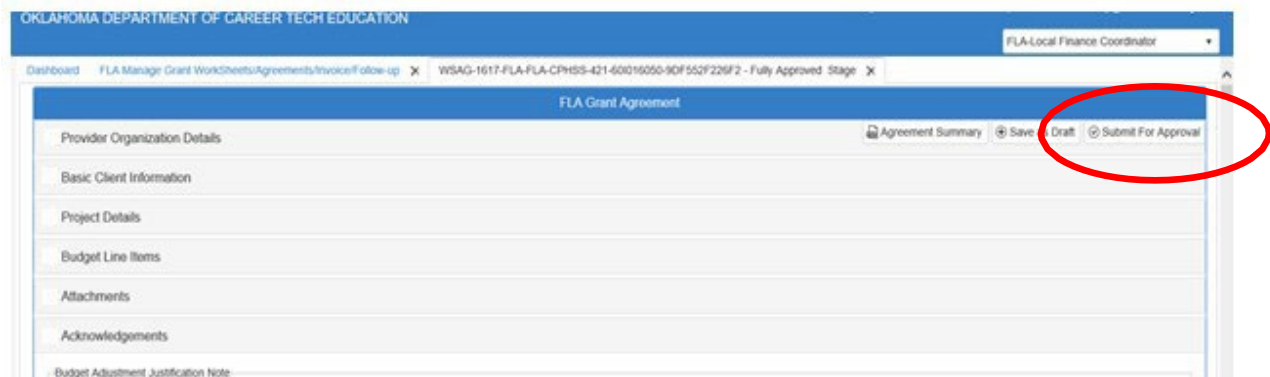 OKLAHOMA DEPARTMENT OF CAREER TECH EDUCATION
FLA-Local Finance Coordinator
Dashboard FLA Manage Grant WorkSheets/Agreements/Invoice/Follow-up X WSAG-1617-FLA-FLA-CPHSS-421-60I016050-9DF552F226F2 - Fully Approved Stage X
FLA Grant Agreement
Provider Organization Details Agreement Summary Save as Draft Submit For Approval
Basic Client Information
Project Details
Budget Line Items
Attachments
Acknowledgements
Budget Adjustment Justification Note